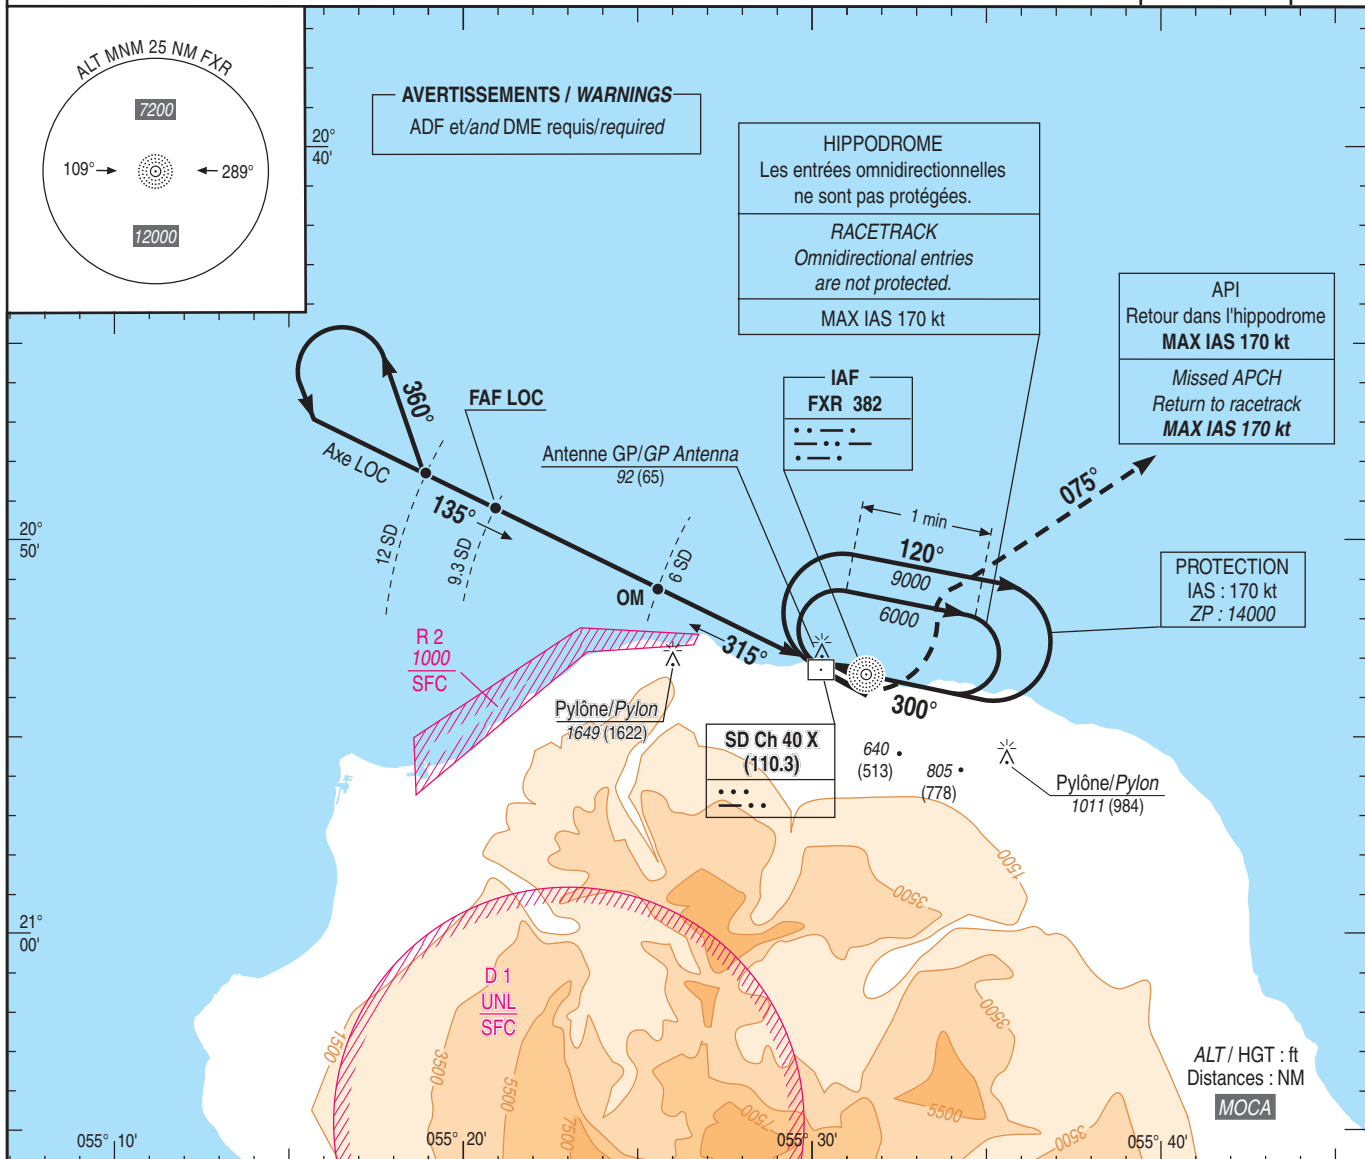 ALT MNM 25 NM FXR
7200
109°
289°
12000
AVERTISSEMENTS / WARNINGS
ADF et/and DME requis/required
20°
40'
HIPPODROME
Les entrées omnidirectionnelles
ne sont pas protégées.
RACETRACK
Omnidirectional entries
are not protected.
MAX IAS 170 kt
API
Retour dans l'hippodrome
MAX IAS 170 kt
Missed APCH
Return to racetrack
MAX IAS 170 kt
360°
FAF LOC
IAF
FXR 382
Axe LOC
Antenne GP/GP Antenna
92 (65)
135°
075°
1 min
20°
50'
12 SD
9.3 SD
6 SD
120°
9000
6000
PROTECTION
IAS : 170 kt
ZP : 14000
OM
R 2
1000
SFC
315°
300°
Pylône/Pylon
1649 (1622)
SD Ch 40 X
(110.3)
640
(513)
805
(778)
Pylône/Pylon
1011 (984)
1500
3500
21°
00'
D 1
UNL
SFC
3500
1500
3500
5500
7500
7500
5550
3500
ALT / HGT : ft
Distances : NM
MOCA
055° 10'
055° 20'
055° 30'
055° 40'